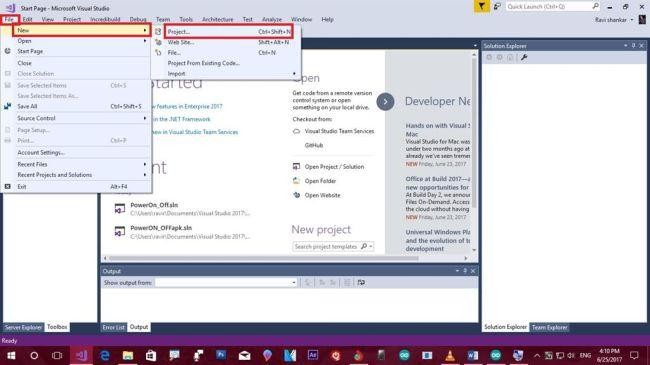 Start Page - Microsoft Visual Studio
Quick Launch (Ctrl+Q)
File Edit View Project Incredibuild Debug Team Tools Architecture Test Analyze Window Help
Ravi shankar
New
Open
Start Page
Close
Close Solution
Save Selected Items Ctrl+S
Save Selected Items As...
Save All Ctrl+Shift+S
Source Control
Page Setup...
Print... Ctrl+P
Account Settings...
Recent Files
Recent Projects and Solutions
Exit Alt+F4
Project... Ctrl+Shift+N
Web Site... Shift+Alt+N
File... Ctrl+N
Project From Existing Code...
Import
Started
new features in Enterprise 2017
in the .NET Framework
new in Visual Studio Team Services
PowerOn_Off.sln
C:\Users\ravir\Documents\Visual Studio 2017\...
PowerON_OFFapk.sln
C:\Users\ravir\Documents\Visual Studio 2017\...
Open
Get code from a remote version
control system or open
something on your local drive.
Checkout from:
Visual Studio Team Services
GitHub
Open Project / Solution
Open Folder
Open Website
New project
Search project templates
Developer New
Hands on with Visual
Mac
Visual Studio for Mac was
under two months ago at
already we've seen tremen
NEW Friday, June 23, 2017
Office at Build 2017 –
new opportunities for
At Build Day 2, we announ
Files On-Demand. Access
the cloud without having
NEW Friday, June 23, 2017
Universal Windows Pla
and the evolution of to
development
Solution Explorer
Output
Show output from:
Server Explorer Toolbox
Error List Output
Solution Explorer Team Explorer
Ready
ENG
4:10 PM
6/25/2017